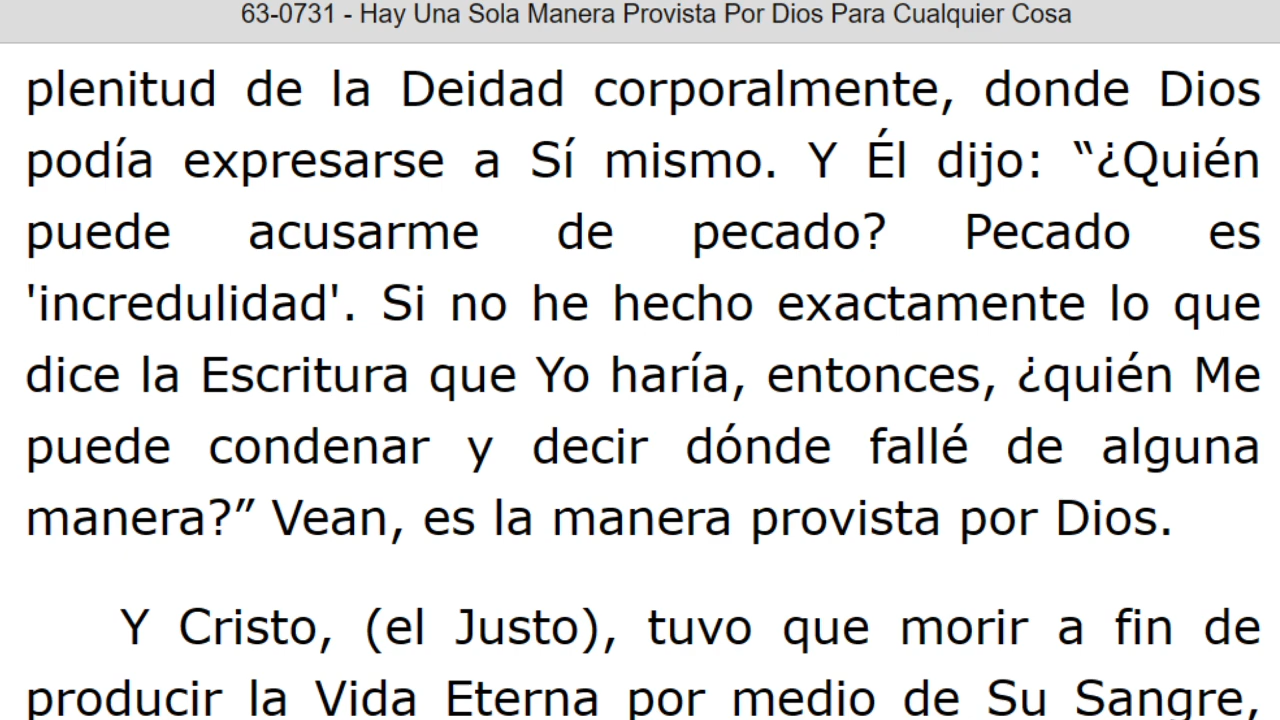 63-0731 - Hay Una Sola Manera Provista Por Dios Para Cualquier Cosa
plenitud de la Deidad corporalmente, donde Dios
podía expresarse a Sí mismo. Y Él dijo: “¿Quién
puede acusarme de pecado? Pecado es
'incredulidad'. Si no he hecho exactamente lo que
dice la Escritura que Yo haría, entonces, ¿quién Me
puede condenar y decir dónde fallé de alguna
manera?” Vean, es la manera provista por Dios.
Y Cristo, (el Justo), tuvo que morir a fin de
producir la Vida Eterna por medio de Su Sangre,